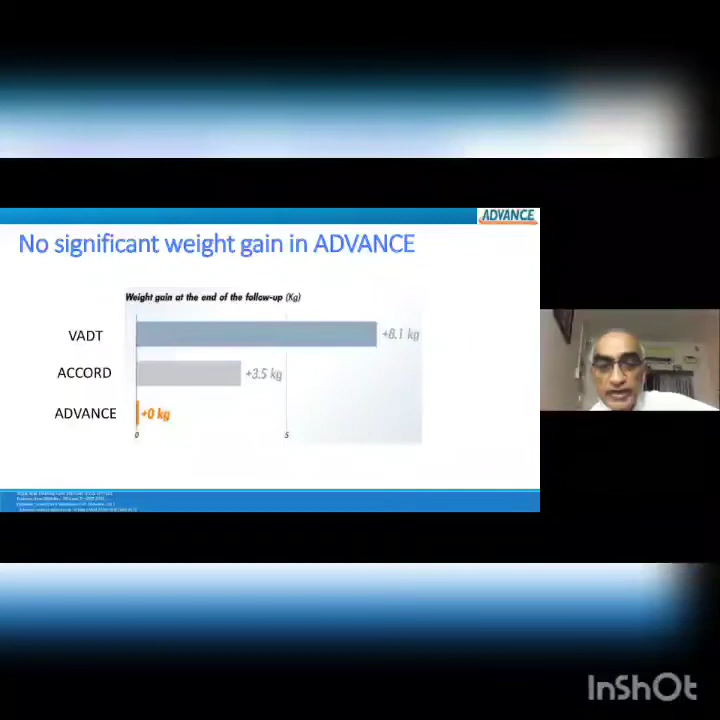 ADVANCE
No significant weight gain in ADVANCE
Weight gain at the end of the follow-up (Kg)
VADT
+8.1 kg
ACCORD
+3.5 kg
ADVANCE
+0 kg
0
5
InShOt